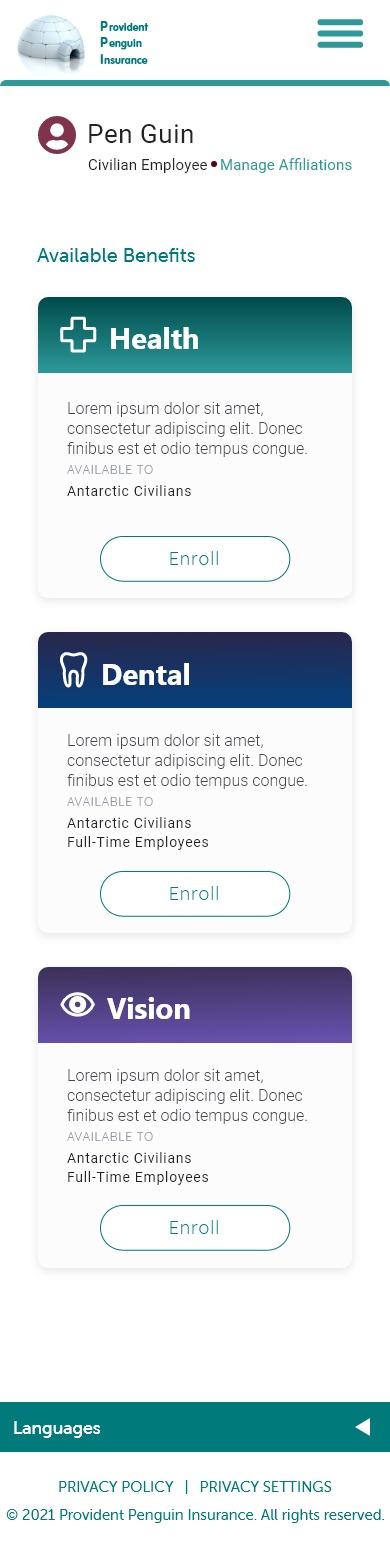 Provident
Penguin
Insurance
Pen Guin
Civilian Employee • Manage Affiliations
Available Benefits
Health
Lorem ipsum dolor sit amet,
consectetur adipiscing elit. Donec
finibus est et odio tempus congue.
AVAILABLE TO
Antarctic Civilians
Enroll
Dental
Lorem ipsum dolor sit amet,
consectetur adipiscing elit. Donec
finibus est et odio tempus congue.
AVAILABLE TO
Antarctic Civilians
Full-Time Employees
Enroll
Vision
Lorem ipsum dolor sit amet,
consectetur adipiscing elit. Donec
finibus est et odio tempus congue.
AVAILABLE TO
Antarctic Civilians
Full-Time Employees
Enroll
Languages
PRIVACY POLICY | PRIVACY SETTINGS
© 2021 Provident Penguin Insurance. All rights reserved.